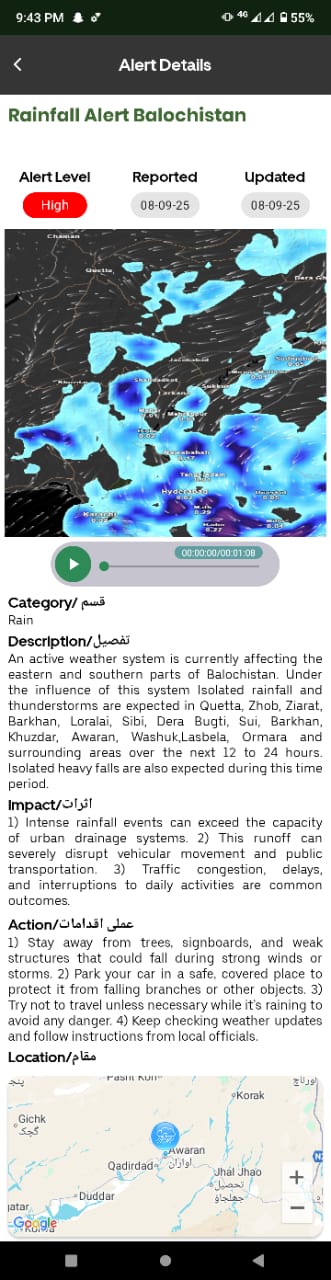 9:43 PM 4G 55%
Alert Details
Rainfall Alert Balochistan
Alert Level Reported Updated
High 08-09-25 08-09-25
Chaman
Quetta
Dera Gh
Jacobabad
Shahdadkot
Sukkur
Larkana
Nawabshah
Hyderabad
Karachi
00:00:00/00:01:08
Category/ قسم
Rain
Description/تفصیل
An active weather system is currently affecting the
eastern and southern parts of Balochistan. Under
the influence of this system Isolated rainfall and
thunderstorms are expected in Quetta, Zhob, Ziarat,
Barkhan, Loralai, Sibi, Dera Bugti, Sui, Barkhan,
Khuzdar, Awaran, Washuk,Lasbela, Ormara and
surrounding areas over the next 12 to 24 hours.
Isolated heavy falls are also expected during this time
period.
Impact/اثرات
1) Intense rainfall events can exceed the capacity
of urban drainage systems. 2) This runoff can
severely disrupt vehicular movement and public
transportation. 3) Traffic congestion, delays,
and interruptions to daily activities are common
outcomes.
Action/عملی اقدامات
1) Stay away from trees, signboards, and weak
structures that could fall during strong winds or
storms. 2) Park your car in a safe, covered place to
protect it from falling branches or other objects. 3)
Try not to travel unless necessary while it's raining to
avoid any danger. 4) Keep checking weather updates
and follow instructions from local officials.
Location/مقام
Korak
Gichk
گچک
Awaran
اواران
Qadirdad
Jhal Jhao
تحصیل
جھلجاؤ
Duddar
Google
+
−